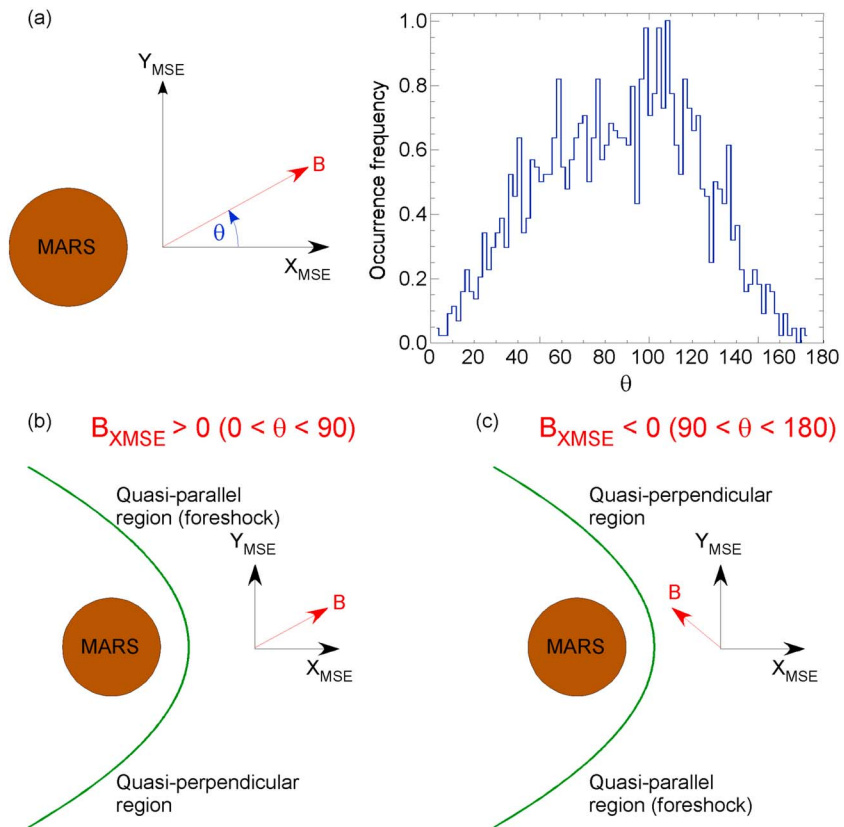 (a)
Y_MSE
B
θ
MARS
X_MSE
Occurrence frequency
1.0
0.8
0.6
0.4
0.2
0.0
0 20 40 60 80 100 120 140 160 180
θ
(b)
B_XMSE > 0 (0 < θ < 90)
Quasi-parallel
region (foreshock)
Y_MSE
B
MARS
X_MSE
Quasi-perpendicular
region
(c)
B_XMSE < 0 (90 < θ < 180)
Quasi-perpendicular
region
Y_MSE
B
MARS
X_MSE
Quasi-parallel
region (foreshock)